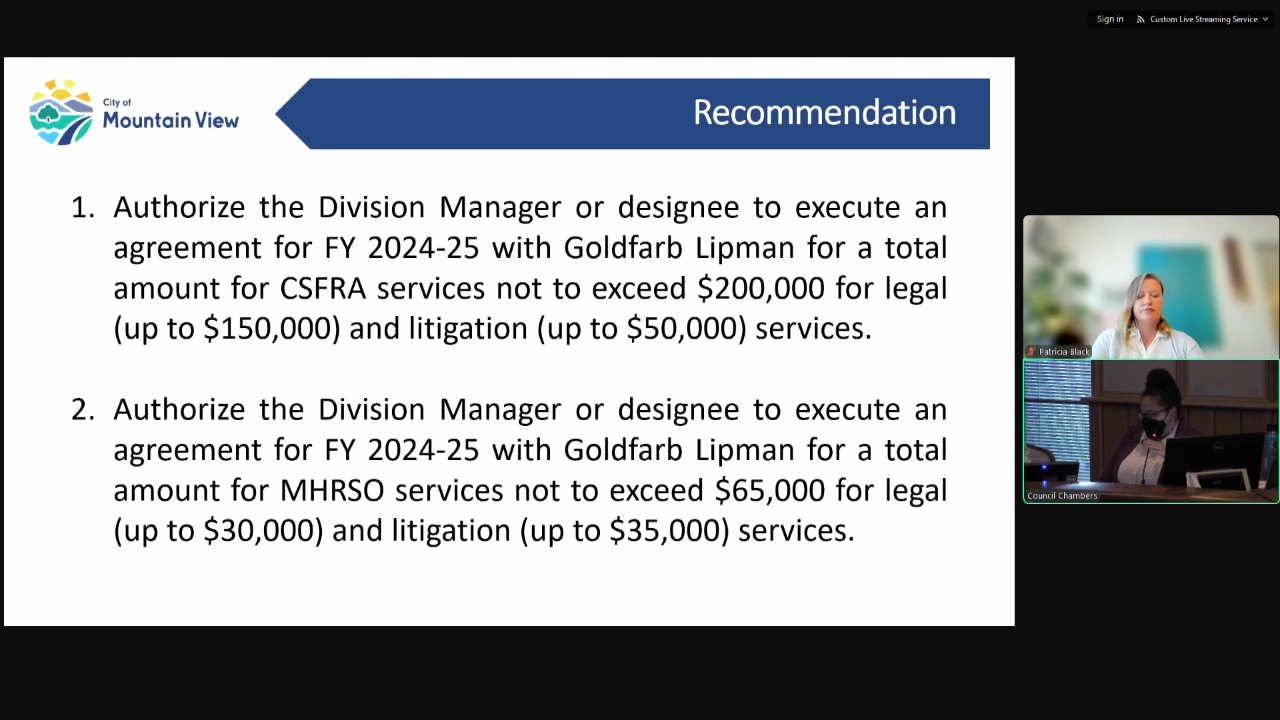 Sign in
Custom Live Streaming Service
City of
Mountain View
Recommendation
1. Authorize the Division Manager or designee to execute an
agreement for FY 2024-25 with Goldfarb Lipman for a total
amount for CSFRA services not to exceed $200,000 for legal
(up to $150,000) and litigation (up to $50,000) services.
2. Authorize the Division Manager or designee to execute an
agreement for FY 2024-25 with Goldfarb Lipman for a total
amount for MHRSO services not to exceed $65,000 for legal
(up to $30,000) and litigation (up to $35,000) services.
Patricia Black
Council Chambers